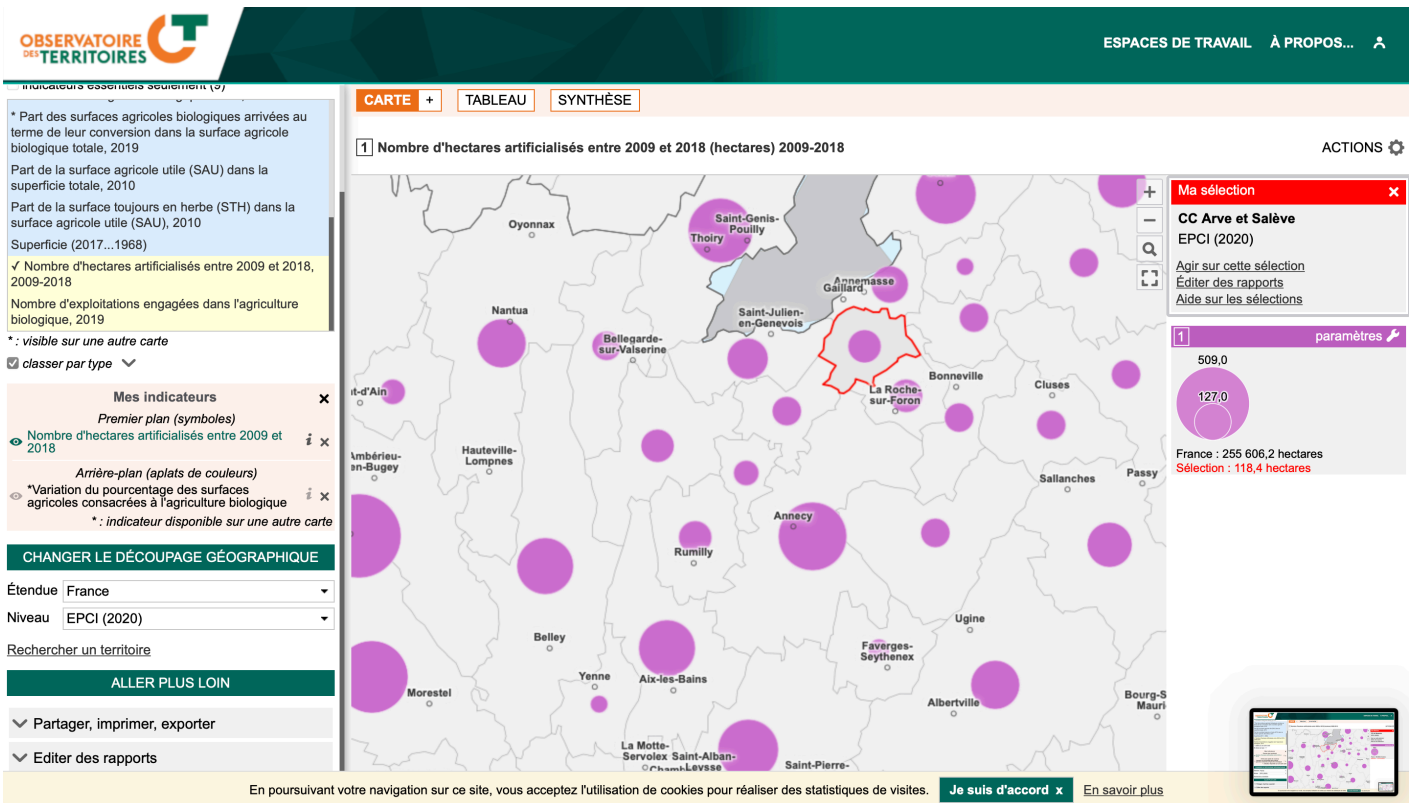 OBSERVATOIRE
DES TERRITOIRES
ESPACES DE TRAVAIL À PROPOS...
indicateurs essentiels seulement (9)
* Part des surfaces agricoles biologiques arrivées au
terme de leur conversion dans la surface agricole
biologique totale, 2019
Part de la surface agricole utile (SAU) dans la
superficie totale, 2010
Part de la surface toujours en herbe (STH) dans la
surface agricole utile (SAU), 2010
Superficie (2017...1968)
✓ Nombre d'hectares artificialisés entre 2009 et 2018,
2009-2018
Nombre d'exploitations engagées dans l'agriculture
biologique, 2019
* : visible sur une autre carte
classer par type
Mes indicateurs x
Premier plan (symboles)
Nombre d'hectares artificialisés entre 2009 et
2018
i x
Arrière-plan (aplats de couleurs)
*Variation du pourcentage des surfaces
agricoles consacrées à l'agriculture biologique
i x
* : indicateur disponible sur une autre carte
CHANGER LE DÉCOUPAGE GÉOGRAPHIQUE
Étendue France
Niveau EPCI (2020)
Rechercher un territoire
ALLER PLUS LOIN
Partager, imprimer, exporter
Editer des rapports
CARTE + TABLEAU SYNTHÈSE
1 Nombre d'hectares artificialisés entre 2009 et 2018 (hectares) 2009-2018
ACTIONS
Oyonnax
Saint-Genis-
Pouilly
Thoiry
Annemasse
Gaillard
Nantua
Saint-Julien-
en-Genevois
Bellegarde-
sur-Valserine
Bonneville
Cluses
La Roche-
sur-Foron
nt-d'Ain
Hauteville-
Lompnes
Ambérieu-
en-Bugey
Sallanches
Passy
Annecy
Rumilly
Ugine
Belley
Faverges-
Seythenex
Yenne
Aix-les-Bains
Morestel
Albertville
Bourg-S
Mauri
La Motte-
Servolex
Saint-Alban-
Leysse
Saint-Pierre-
+
−
Ma sélection x
CC Arve et Salève
EPCI (2020)
Agir sur cette sélection
Éditer des rapports
Aide sur les sélections
1 paramètres
509,0
127,0
France : 255 606,2 hectares
Sélection : 118,4 hectares
En poursuivant votre navigation sur ce site, vous acceptez l'utilisation de cookies pour réaliser des statistiques de visites. Je suis d'accord x En savoir plus